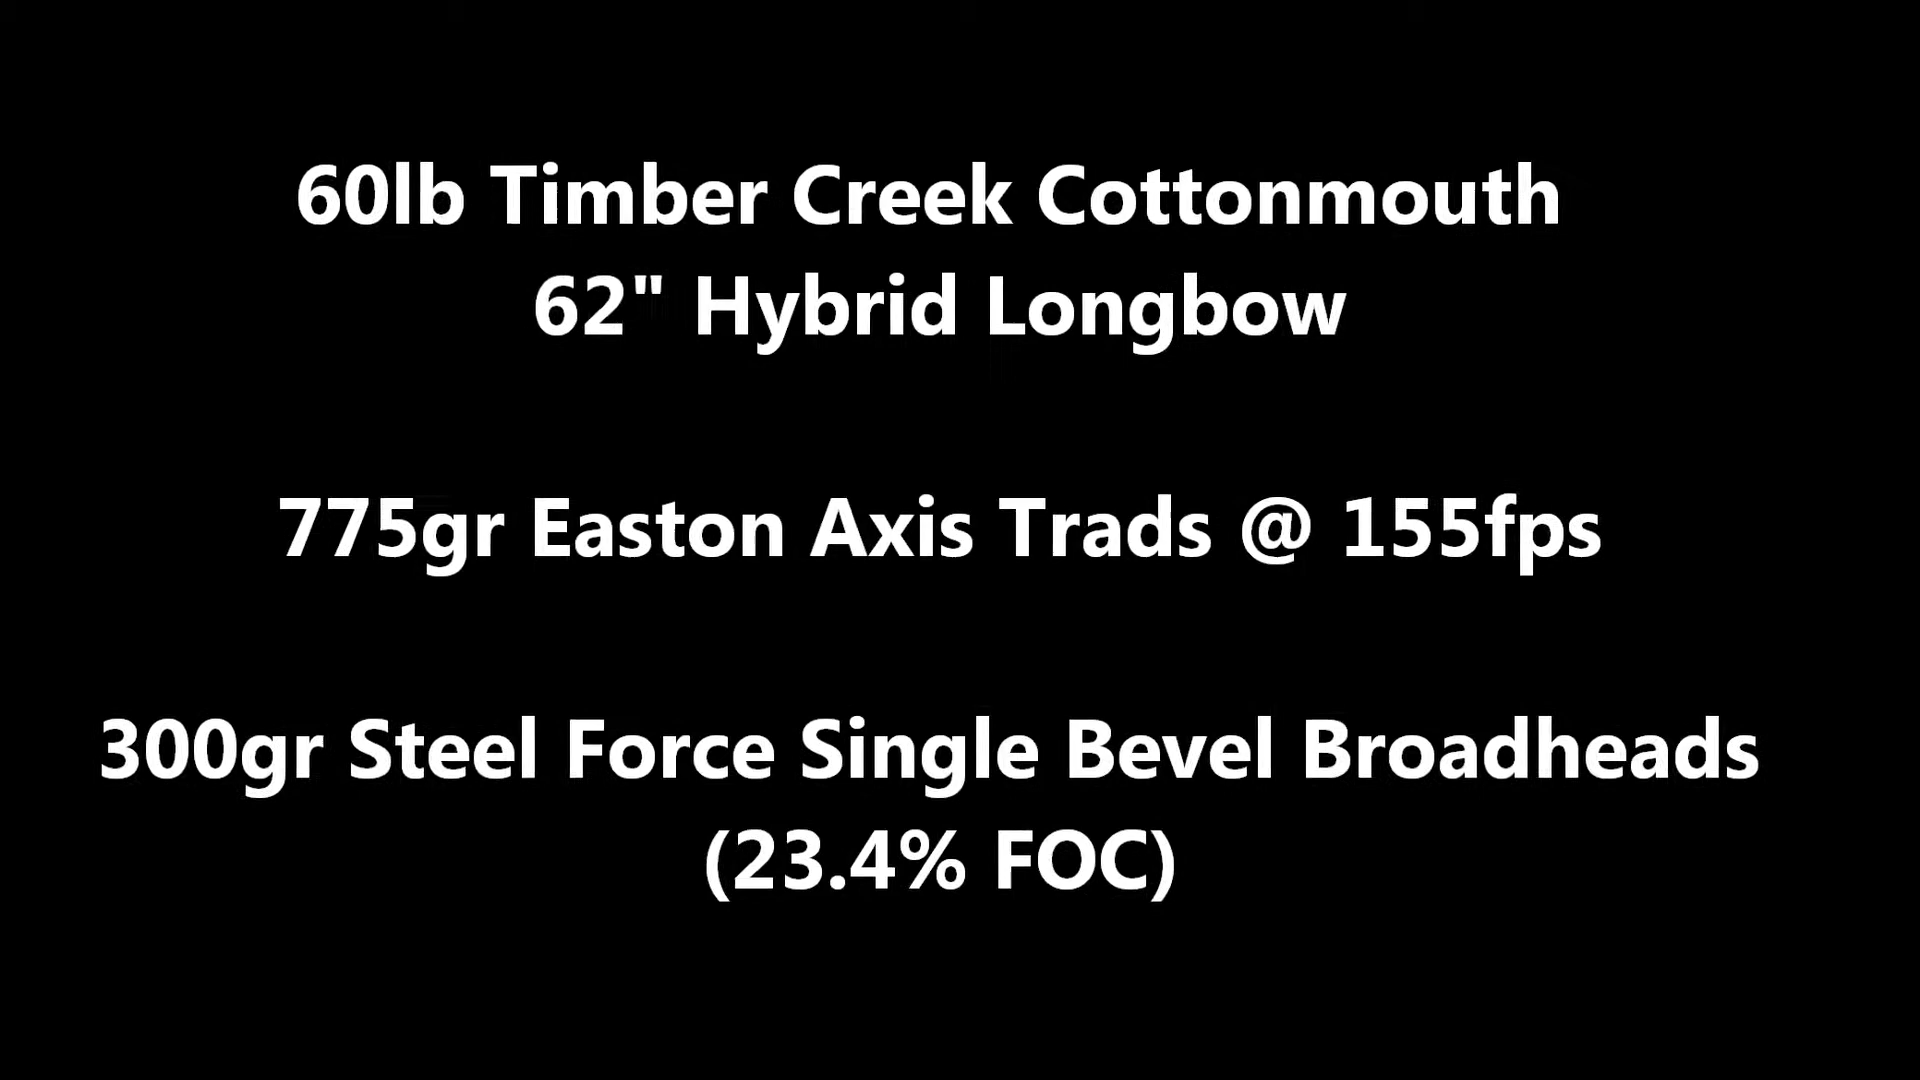 60lb Timber Creek Cottonmouth
62" Hybrid Longbow
775gr Easton Axis Trads @ 155fps
300gr Steel Force Single Bevel Broadheads
(23.4% FOC)